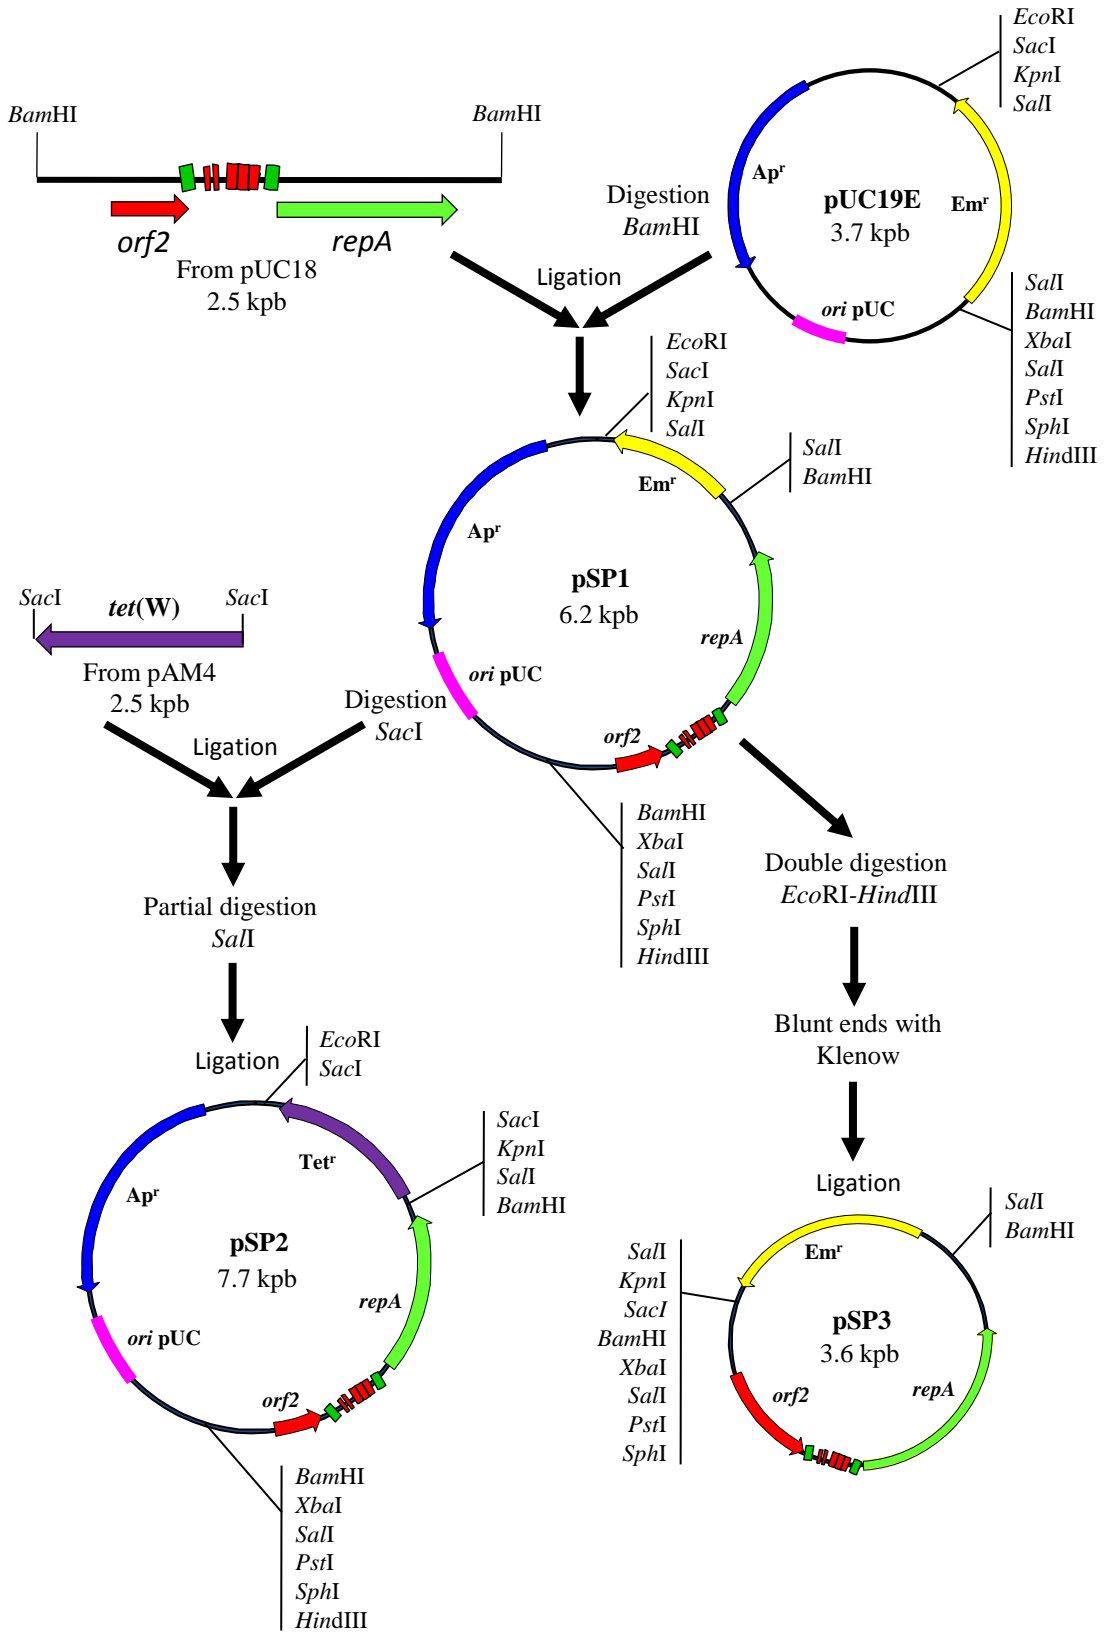 BamHI
BamHI
orf2
repA
From pUC18
2.5 kpb
Digestion
BamHI
Ligation
EcoRI
SacI
KpnI
SalI
Apʳ
pUC19E
3.7 kpb
Emʳ
ori pUC
SalI
BamHI
XbaI
SalI
PstI
SphI
HindIII
EcoRI
SacI
KpnI
SalI
SalI
BamHI
Emʳ
Apʳ
pSP1
6.2 kpb
repA
ori pUC
orf2
BamHI
XbaI
SalI
PstI
SphI
HindIII
SacI
tet(W)
SacI
From pAM4
2.5 kpb
Digestion
SacI
Ligation
Partial digestion
SalI
Ligation
EcoRI
SacI
SacI
KpnI
SalI
BamHI
Tetʳ
Apʳ
pSP2
7.7 kpb
repA
ori pUC
orf2
BamHI
XbaI
SalI
PstI
SphI
HindIII
Double digestion
EcoRI-HindIII
Blunt ends with
Klenow
Ligation
SalI
BamHI
Emʳ
SalI
KpnI
SacI
BamHI
XbaI
SalI
PstI
SphI
pSP3
3.6 kpb
repA
orf2